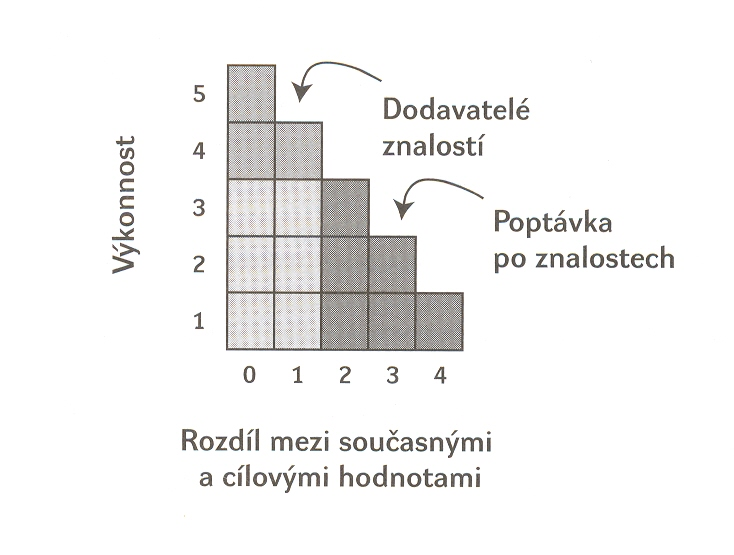 5
4
3
2
1
Výkonnost
Dodavatelé
znalostí
Poptávka
po znalostech
0 1 2 3 4
Rozdíl mezi současnými
a cílovými hodnotami